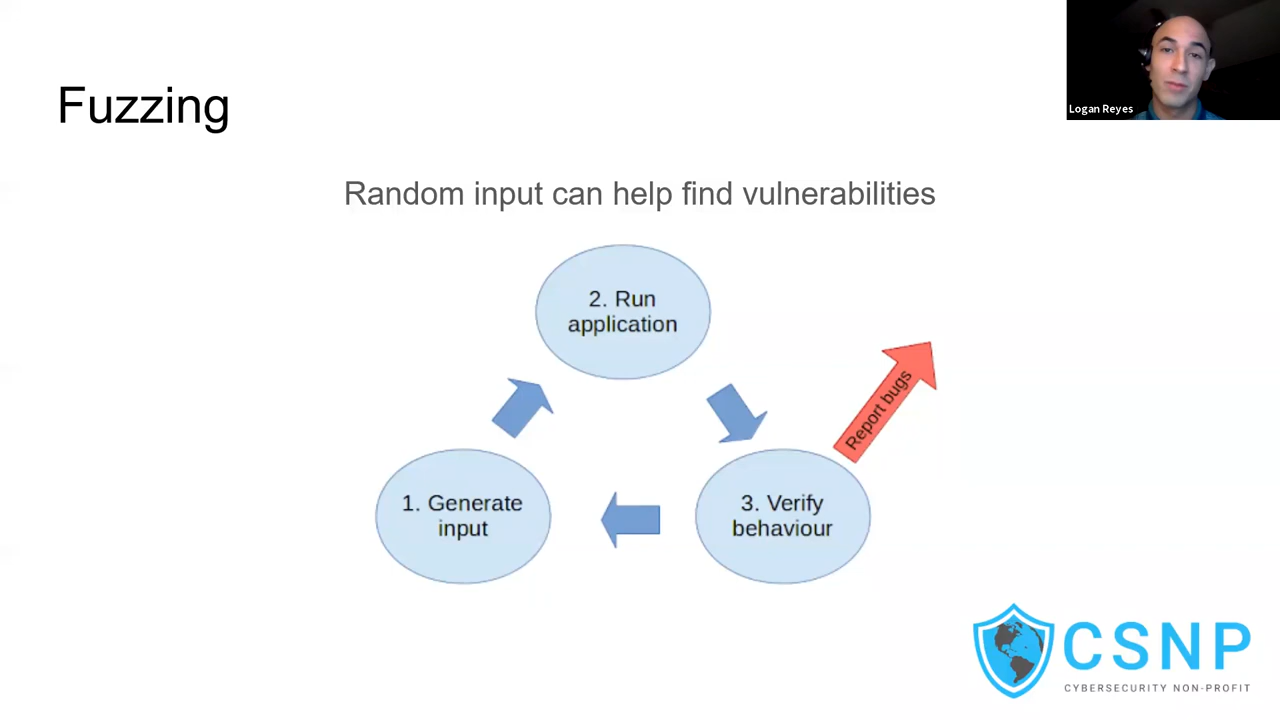 Logan Reyes
Fuzzing
Random input can help find vulnerabilities
2. Run
application
Report bugs
1. Generate
input
3. Verify
behaviour
CSNP
CYBERSECURITY NON-PROFIT